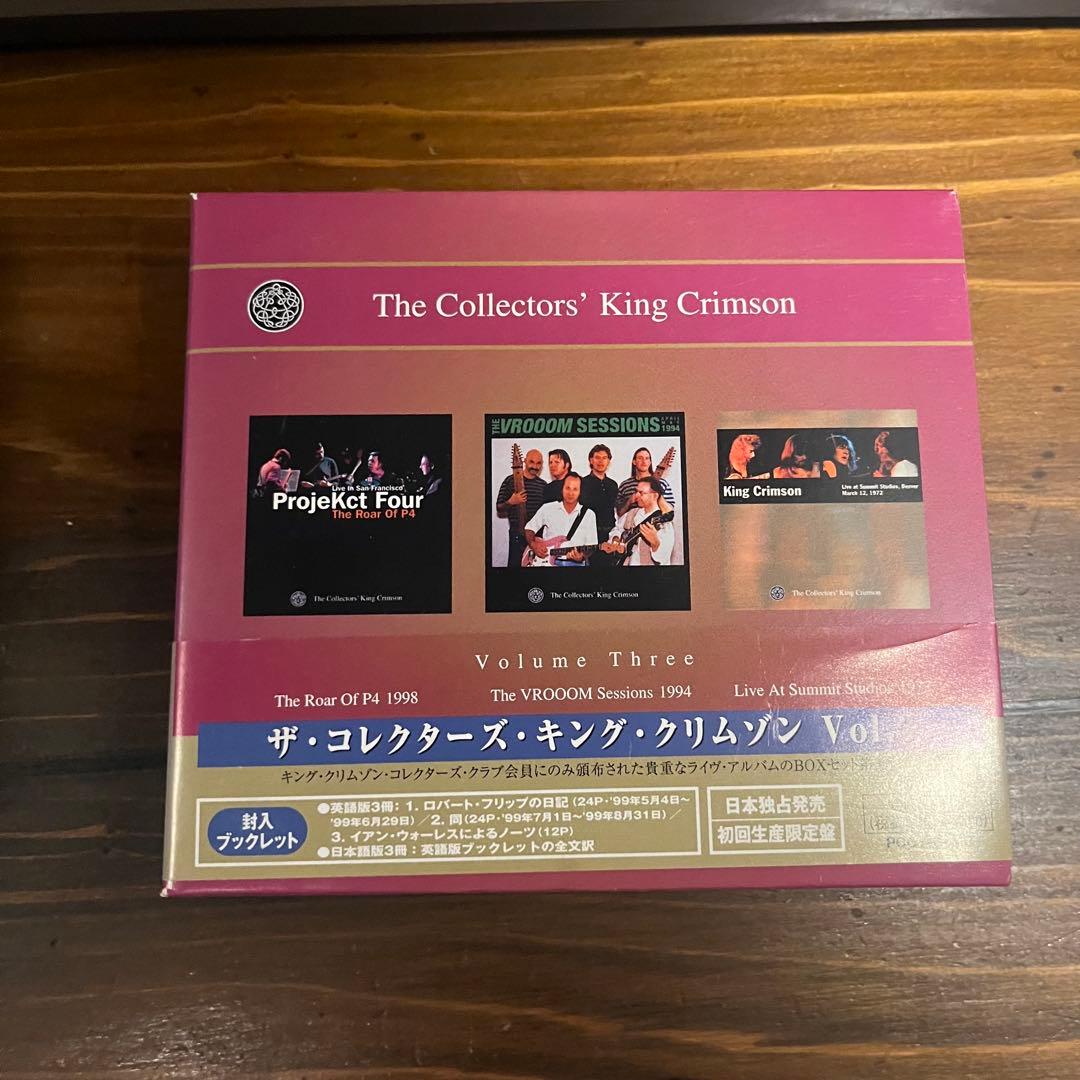 The Collectors' King Crimson
Live in San Francisco
ProjeKct Four
The Roar Of P4
The Collectors' King Crimson
THE VROOOM SESSIONS APRIL MAY 1994
The Collectors' King Crimson
King Crimson
Live at Summit Studios, Denver
March 12, 1972
The Collectors' King Crimson
Volume Three
The Roar Of P4 1998
The VROOOM Sessions 1994
Live At Summit Studios
ザ・コレクターズ・キング・クリムゾン Vol.
キング・クリムゾン・コレクターズ・クラブ会員にのみ頒布された貴重なライヴ・アルバムのBOXセット
封入
ブックレット
●英語版3冊：1. ロバート・フリップの日記（24P・'99年5月4日〜
'99年6月29日）／2. 同（24P・'99年7月1日〜'99年8月31日）／
3. イアン・ウォーレスによるノーツ（12P）
●日本語版3冊：英語版ブックレットの全文訳
日本独占発売
初回生産限定盤